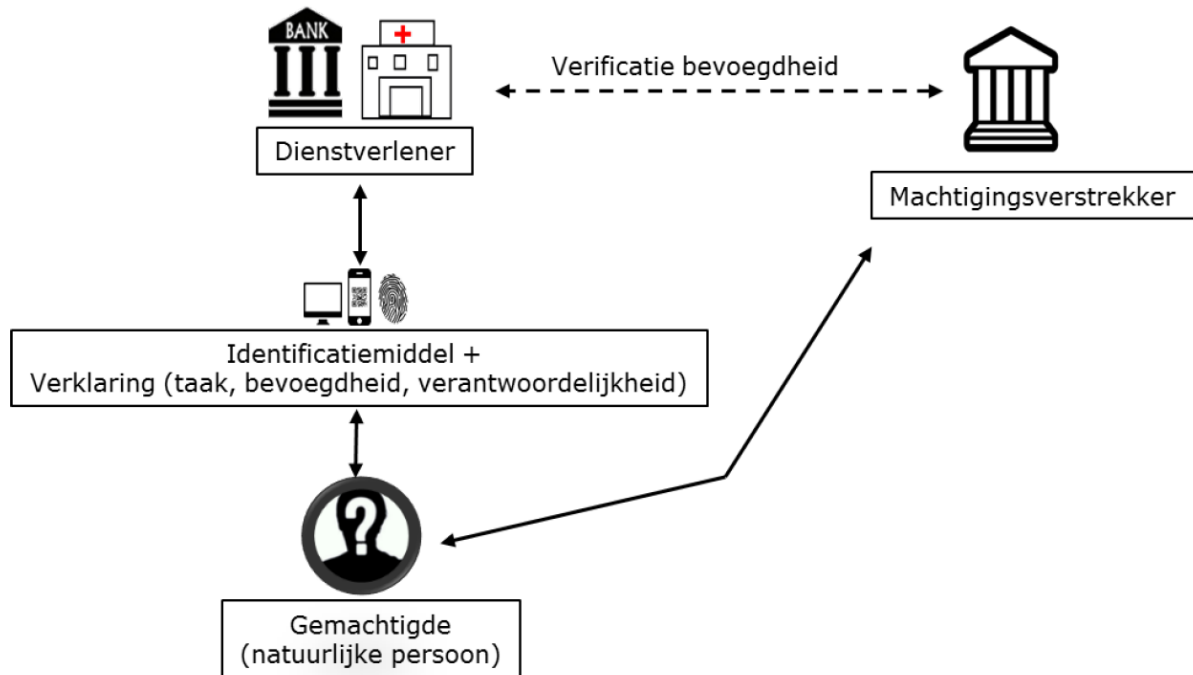 BANK
Verificatie bevoegdheid
Dienstverlener
Machtigingsverstrekker
Identificatiemiddel +
Verklaring (taak, bevoegdheid, verantwoordelijkheid)
?
Gemachtigde
(natuurlijke persoon)